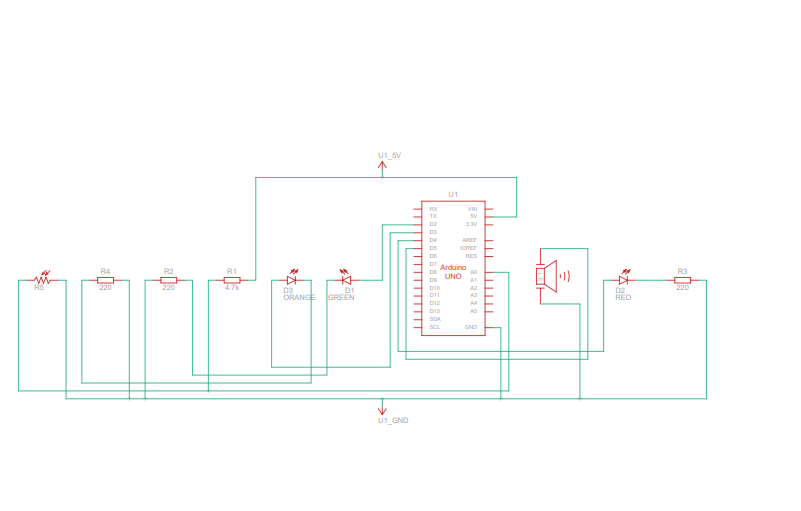 U1_5V
U1
RX
TX
D2
D3
D4
D5
D6
D7
D8
D9
D10
D11
D12
D13
SDA
SCL
Arduino
UNO
VIN
5V
3.3V
AREF
IOREF
RES
A0
A1
A2
A3
A4
A5
GND
R5
R4
220
R2
220
R1
4.7k
D3
ORANGE
D1
GREEN
D2
RED
R3
220
U1_GND